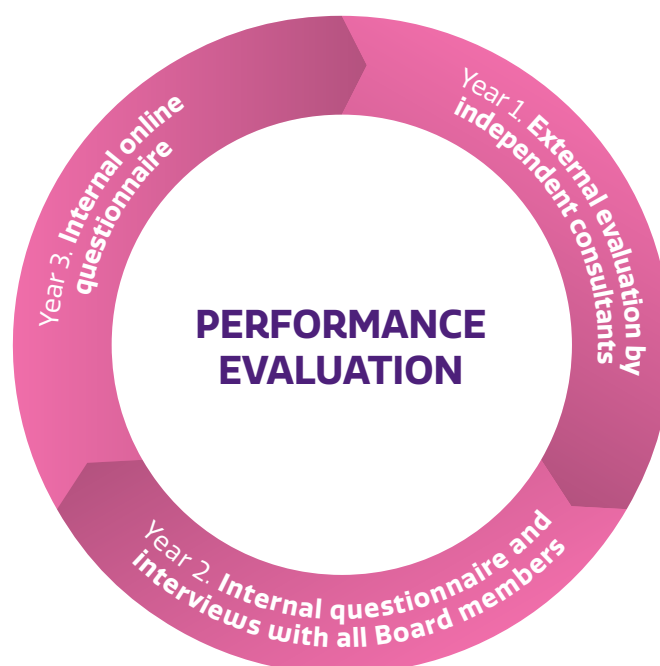 PERFORMANCE
EVALUATION
Year 1. External evaluation by
independent consultants
Year 2. Internal questionnaire and
interviews with all Board members
Year 3. Internal online
questionnaire